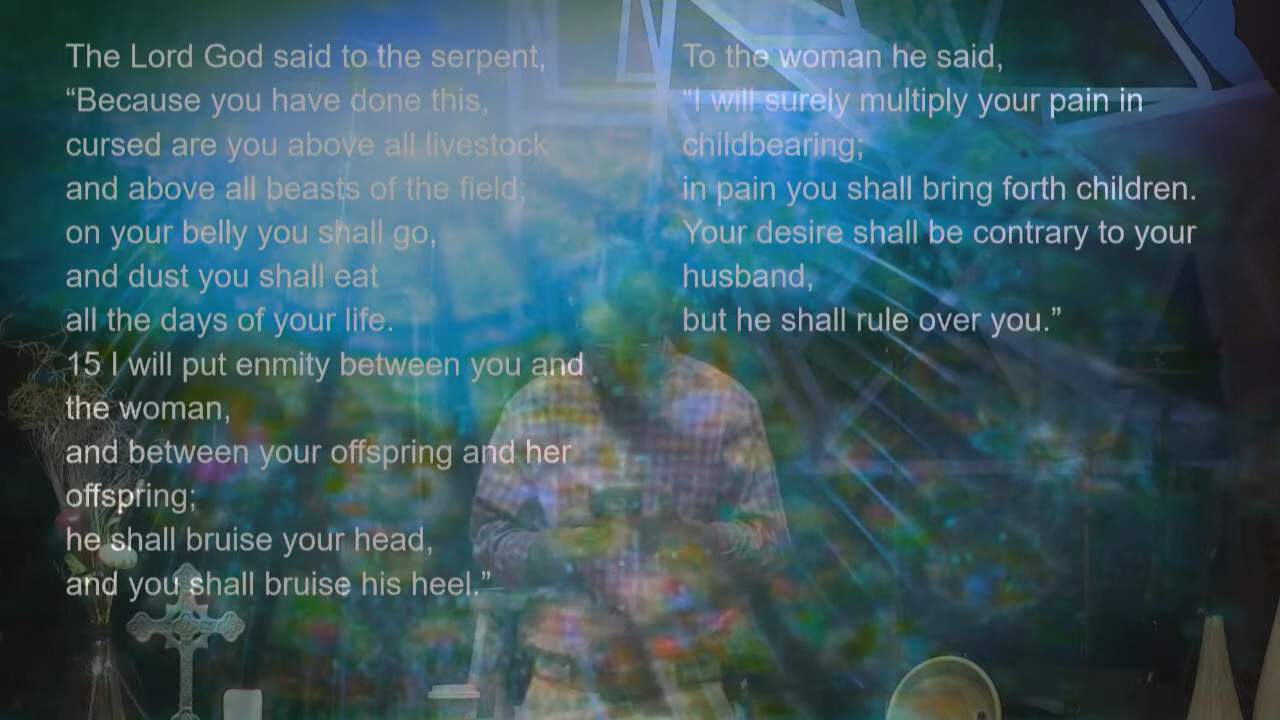 The Lord God said to the serpent,
“Because you have done this,
cursed are you above all livestock
and above all beasts of the field;
on your belly you shall go,
and dust you shall eat
all the days of your life.
15 I will put enmity between you and
the woman,
and between your offspring and her
offspring;
he shall bruise your head,
and you shall bruise his heel.”
To the woman he said,
“I will surely multiply your pain in
childbearing;
in pain you shall bring forth children.
Your desire shall be contrary to your
husband,
but he shall rule over you.”